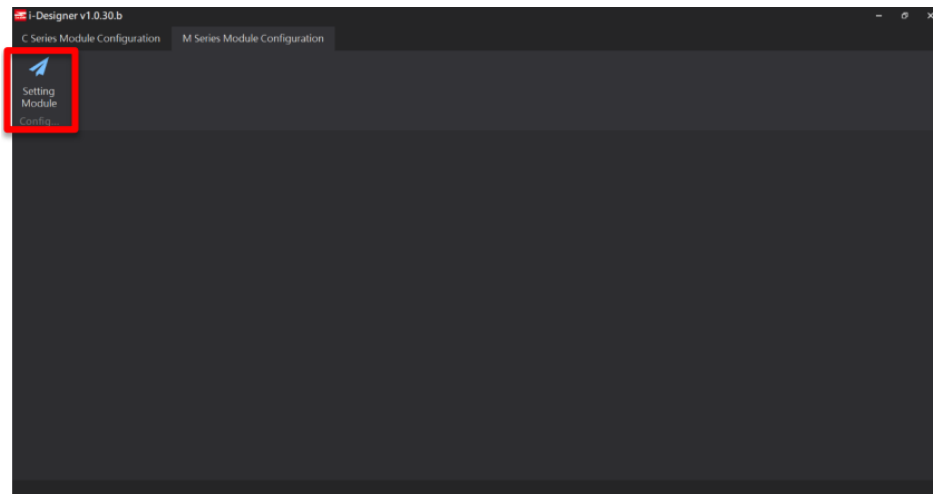 i-Designer v1.0.30.b
C Series Module Configuration M Series Module Configuration
Setting
Module
Config...